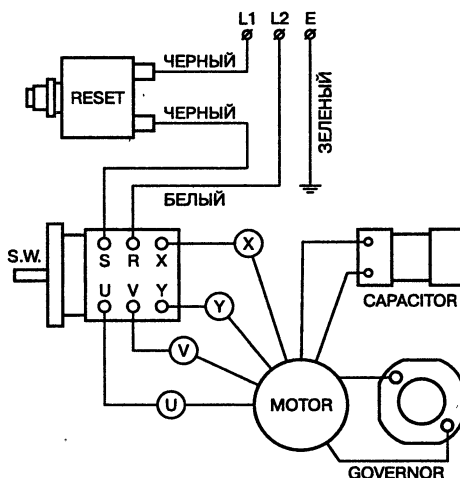 L1 L2 E
ЧЕРНЫЙ
RESET
ЧЕРНЫЙ
ЗЕЛЕНЫЙ
БЕЛЫЙ
S.W.
S R X
U V Y
X
Y
V
U
CAPACITOR
MOTOR
GOVERNOR